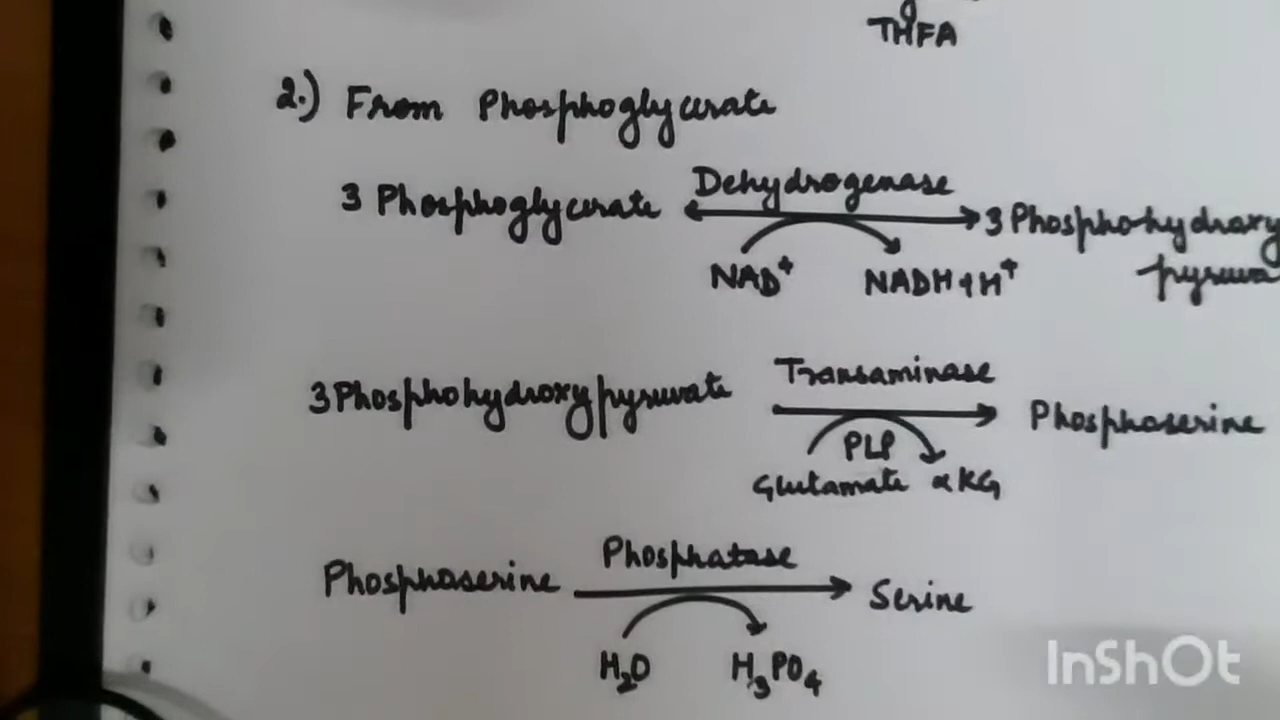 THFA
2.) From Phosphoglycerate
Dehydrogenase
3 Phosphoglycerate 3 Phosphohydroxy
NAD⁺ NADH+H⁺ pyruva
Transaminase
3 Phosphohydroxypyruvate Phosphoserine
PLP
Glutamate αKG
Phosphatase
Phosphoserine Serine
H₂O H₃PO₄
InShOt